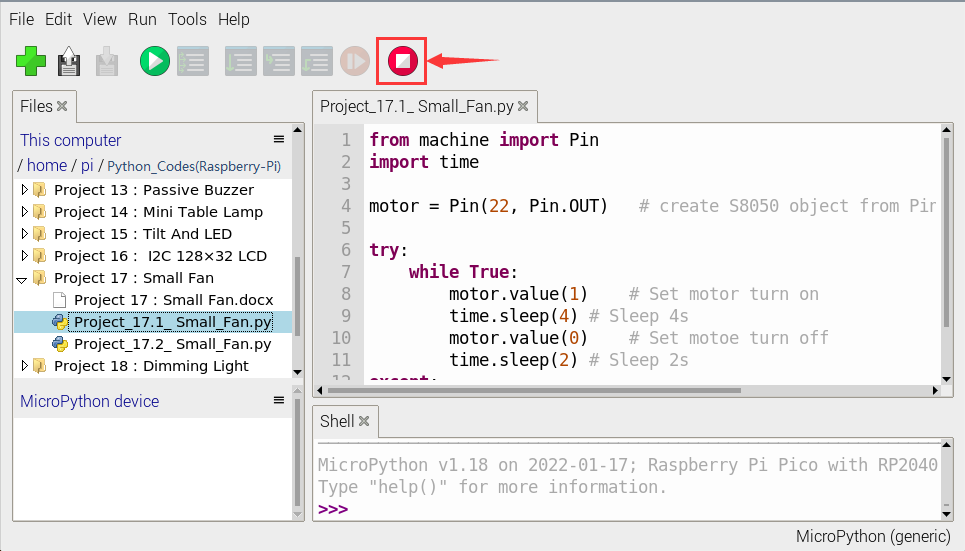 File Edit View Run Tools Help
Files
This computer
/ home / pi / Python_Codes(Raspberry-Pi)
Project 13 : Passive Buzzer
Project 14 : Mini Table Lamp
Project 15 : Tilt And LED
Project 16 : I2C 128×32 LCD
Project 17 : Small Fan
Project 17 : Small Fan.docx
Project_17.1_ Small_Fan.py
Project_17.2_ Small_Fan.py
Project 18 : Dimming Light
MicroPython device
Project_17.1_ Small_Fan.py
1 from machine import Pin
2 import time
3
4 motor = Pin(22, Pin.OUT) # create S8050 object from Pin
5
6 try:
7 while True:
8 motor.value(1) # Set motor turn on
9 time.sleep(4) # Sleep 4s
10 motor.value(0) # Set motoe turn off
11 time.sleep(2) # Sleep 2s
12 except:
Shell
MicroPython v1.18 on 2022-01-17; Raspberry Pi Pico with RP2040
Type "help()" for more information.
>>>
MicroPython (generic)